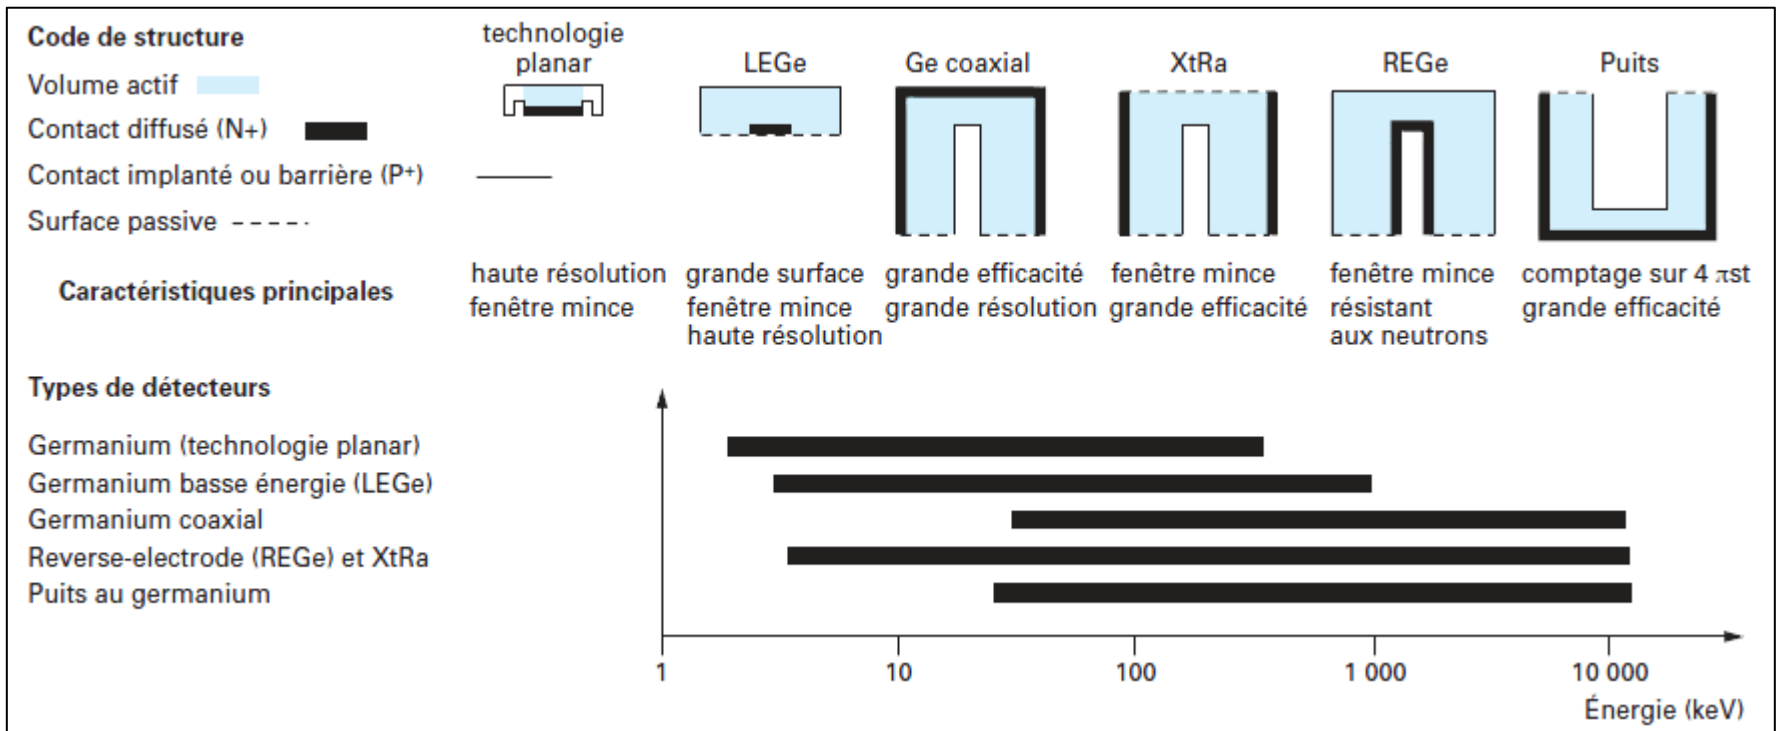 Code de structure
Volume actif
Contact diffusé (N+)
Contact implanté ou barrière (P+)
Surface passive
technologie
planar
LEGe
Ge coaxial
XtRa
REGe
Puits
Caractéristiques principales
haute résolution
fenêtre mince
grande surface
fenêtre mince
haute résolution
grande efficacité
grande résolution
fenêtre mince
grande efficacité
fenêtre mince
résistant
aux neutrons
comptage sur 4 πst
grande efficacité
Types de détecteurs
Germanium (technologie planar)
Germanium basse énergie (LEGe)
Germanium coaxial
Reverse-electrode (REGe) et XtRa
Puits au germanium
1 10 100 1 000 10 000
Énergie (keV)